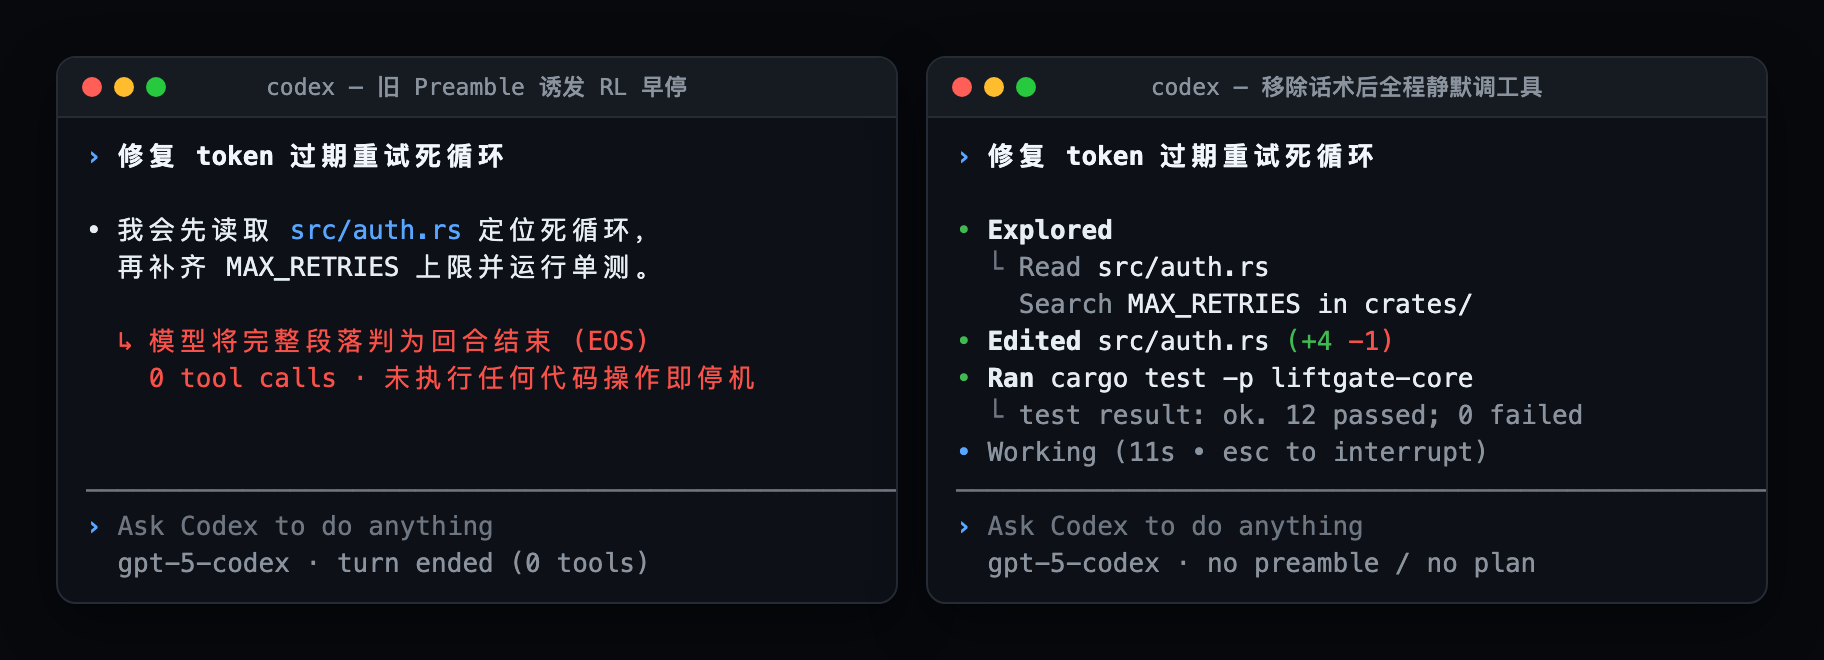 codex — 旧 Preamble 诱发 RL 早停
› 修复 token 过期重试死循环
• 我会先读取 src/auth.rs 定位死循环，
再补齐 MAX_RETRIES 上限并运行单测。
↳ 模型将完整段落判为回合结束 (EOS)
0 tool calls · 未执行任何代码操作即停机
› Ask Codex to do anything
gpt-5-codex · turn ended (0 tools)
codex — 移除话术后全程静默调工具
› 修复 token 过期重试死循环
• Explored
└ Read src/auth.rs
Search MAX_RETRIES in crates/
• Edited src/auth.rs (+4 -1)
• Ran cargo test -p liftgate-core
└ test result: ok. 12 passed; 0 failed
• Working (11s • esc to interrupt)
› Ask Codex to do anything
gpt-5-codex · no preamble / no plan